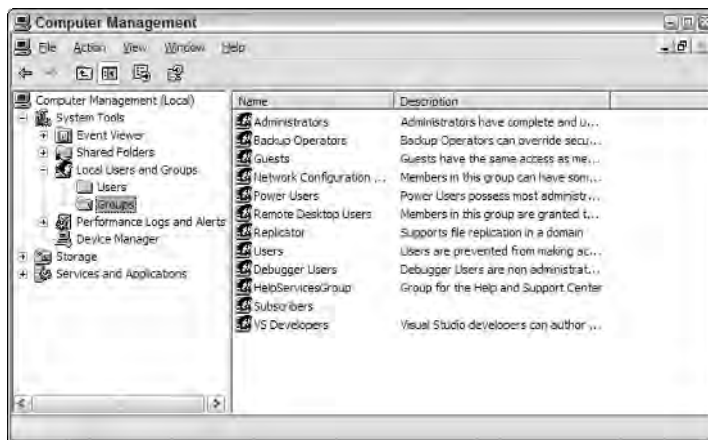 Computer Management
File Action View Window Help
Computer Management (Local)
System Tools
Event Viewer
Shared Folders
Local Users and Groups
Users
Groups
Performance Logs and Alerts
Device Manager
Storage
Services and Applications
Name Description
Administrators Administrators have complete and u...
Backup Operators Backup Operators can override secu...
Guests Guests have the same access as me...
Network Configuration ... Members in this group can have som...
Power Users Power Users possess most administr...
Remote Desktop Users Members in this group are granted t...
Replicator Supports file replication in a domain
Users Users are prevented from making ac...
Debugger Users Debugger Users are non administrat...
HelpServicesGroup Group for the Help and Support Center
Subscribers
VS Developers Visual Studio developers can author ...